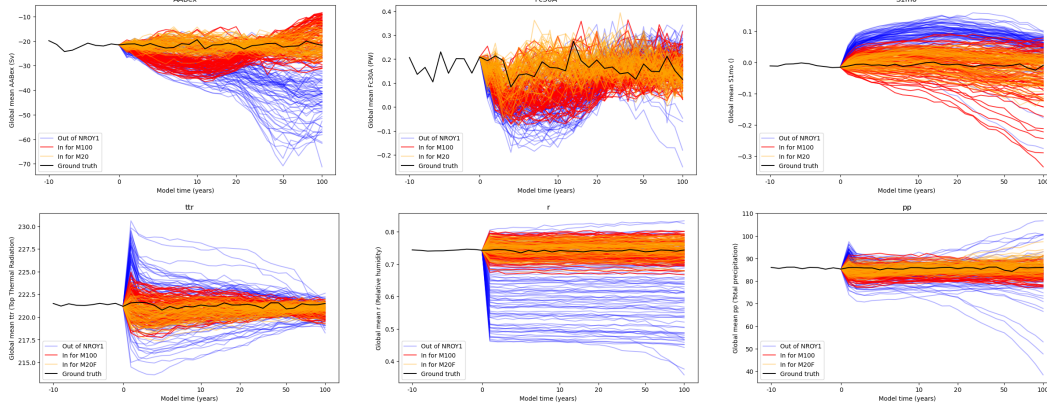 AABex
Global mean AABex (Sv)
−10
−20
−30
−40
−50
−60
−70
Out of NROY1
In for M100
In for M20
Ground truth
-10 0 10 20 50 100
Model time (years)
Fc30A
Global mean Fc30A (PW)
0.4
0.3
0.2
0.1
0.0
−0.1
−0.2
Out of NROY1
In for M100
In for M20
Ground truth
-10 0 10 20 50 100
Model time (years)
S1mo
Global mean S1mo ()
0.1
0.0
−0.1
−0.2
−0.3
Out of NROY1
In for M100
In for M20
Ground truth
-10 0 10 20 50 100
Model time (years)
ttr
Global mean ttr (Top Thermal Radiation)
230.0
227.5
225.0
222.5
220.0
217.5
215.0
Out of NROY1
In for M100
In for M20F
Ground truth
-10 0 10 20 50 100
Model time (years)
r
Global mean r (Relative humidity)
0.8
0.7
0.6
0.5
0.4
Out of NROY1
In for M100
In for M20F
Ground truth
-10 0 10 20 50 100
Model time (years)
pp
Global mean pp (Total precipitation)
110
100
90
80
70
60
50
40
Out of NROY1
In for M100
In for M20F
Ground truth
-10 0 10 20 50 100
Model time (years)